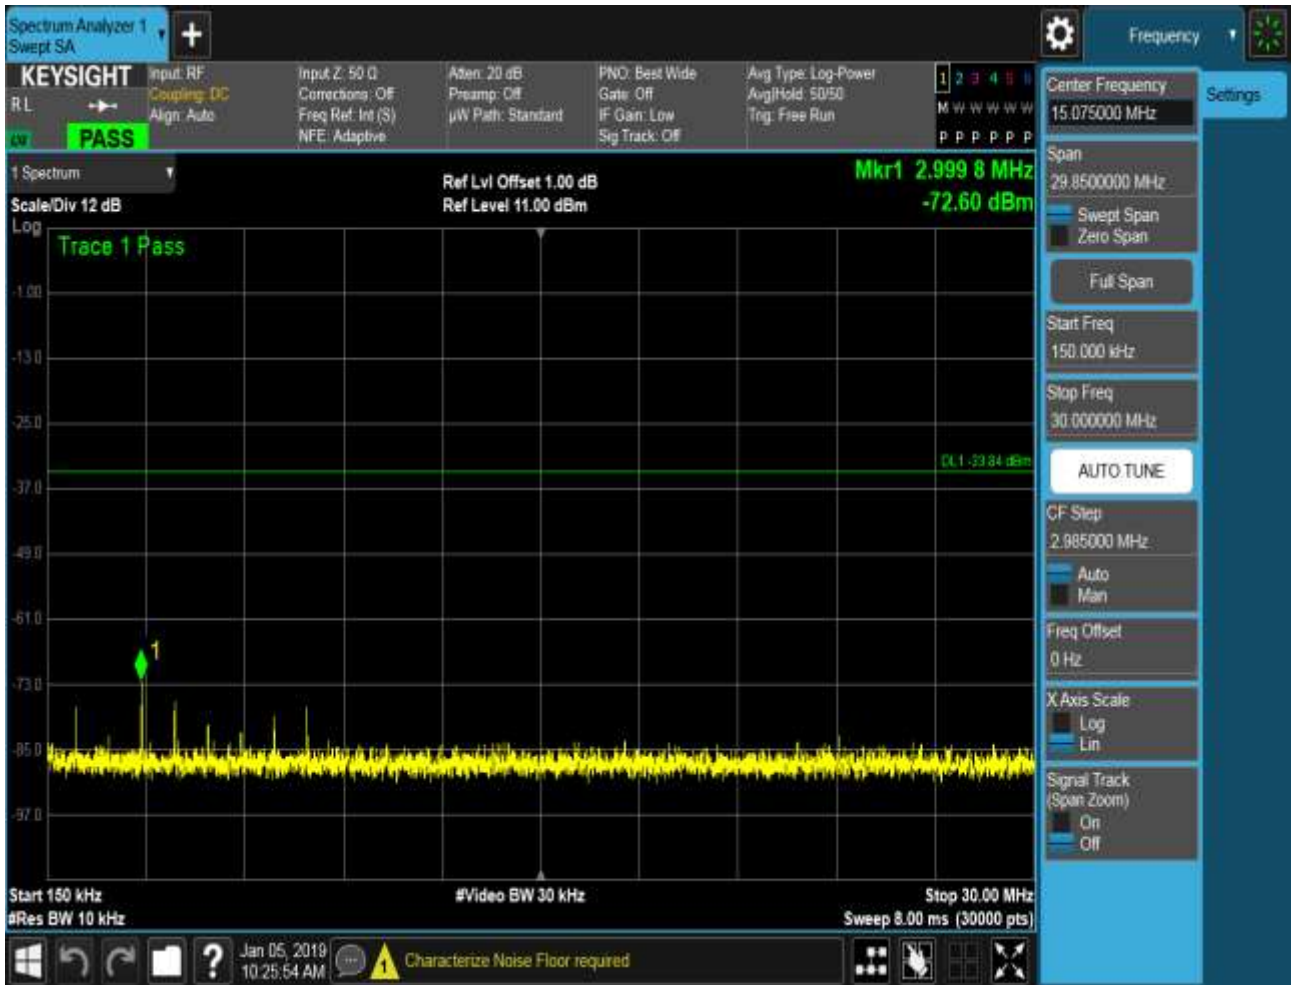 Spectrum Analyzer 1
Swept SA
Frequency
KEYSIGHT
Input: RF
Coupling: DC
Align: Auto
Input Z: 50 Ω
Corrections: Off
Freq Ref: Int (S)
NFE: Adaptive
Atten: 20 dB
Preamp: Off
µW Path: Standard
PNO: Best Wide
Gate: Off
IF Gain: Low
Sig Track: Off
Avg Type: Log-Power
Avg|Hold: 50/50
Trig: Free Run
1 2 3 4 5 6
M W W W W W
P P P P P P
R L
PASS
1 Spectrum
Scale/Div 12 dB
Ref Lvl Offset 1.00 dB
Ref Level 11.00 dBm
Mkr1 2.999 8 MHz
-72.60 dBm
Log
Trace 1 Pass
-1.00
-13.0
-25.0
DL1 -33.84 dBm
-37.0
-49.0
-61.0
1
-73.0
-85.0
-97.0
Start 150 kHz
#Video BW 30 kHz
Stop 30.00 MHz
#Res BW 10 kHz
Sweep 8.00 ms (30000 pts)
Jan 05, 2019
10:25:54 AM
Characterize Noise Floor required
Center Frequency
15.075000 MHz
Settings
Span
29.8500000 MHz
Swept Span
Zero Span
Full Span
Start Freq
150.000 kHz
Stop Freq
30.000000 MHz
AUTO TUNE
CF Step
2.985000 MHz
Auto
Man
Freq Offset
0 Hz
X Axis Scale
Log
Lin
Signal Track
(Span Zoom)
On
Off